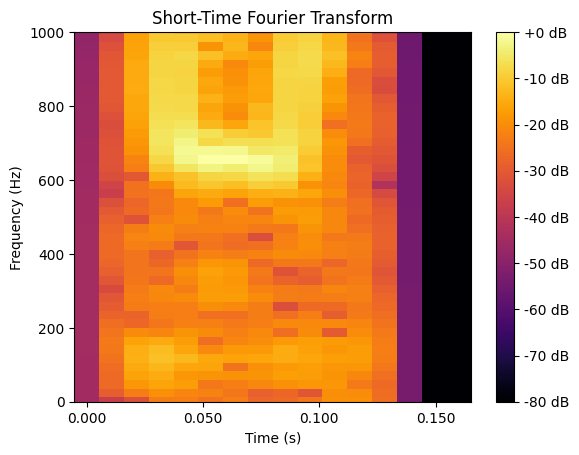 Short-Time Fourier Transform
1000
800
600
400
200
0
Frequency (Hz)
0.000
0.050
0.100
0.150
Time (s)
+0 dB
-10 dB
-20 dB
-30 dB
-40 dB
-50 dB
-60 dB
-70 dB
-80 dB